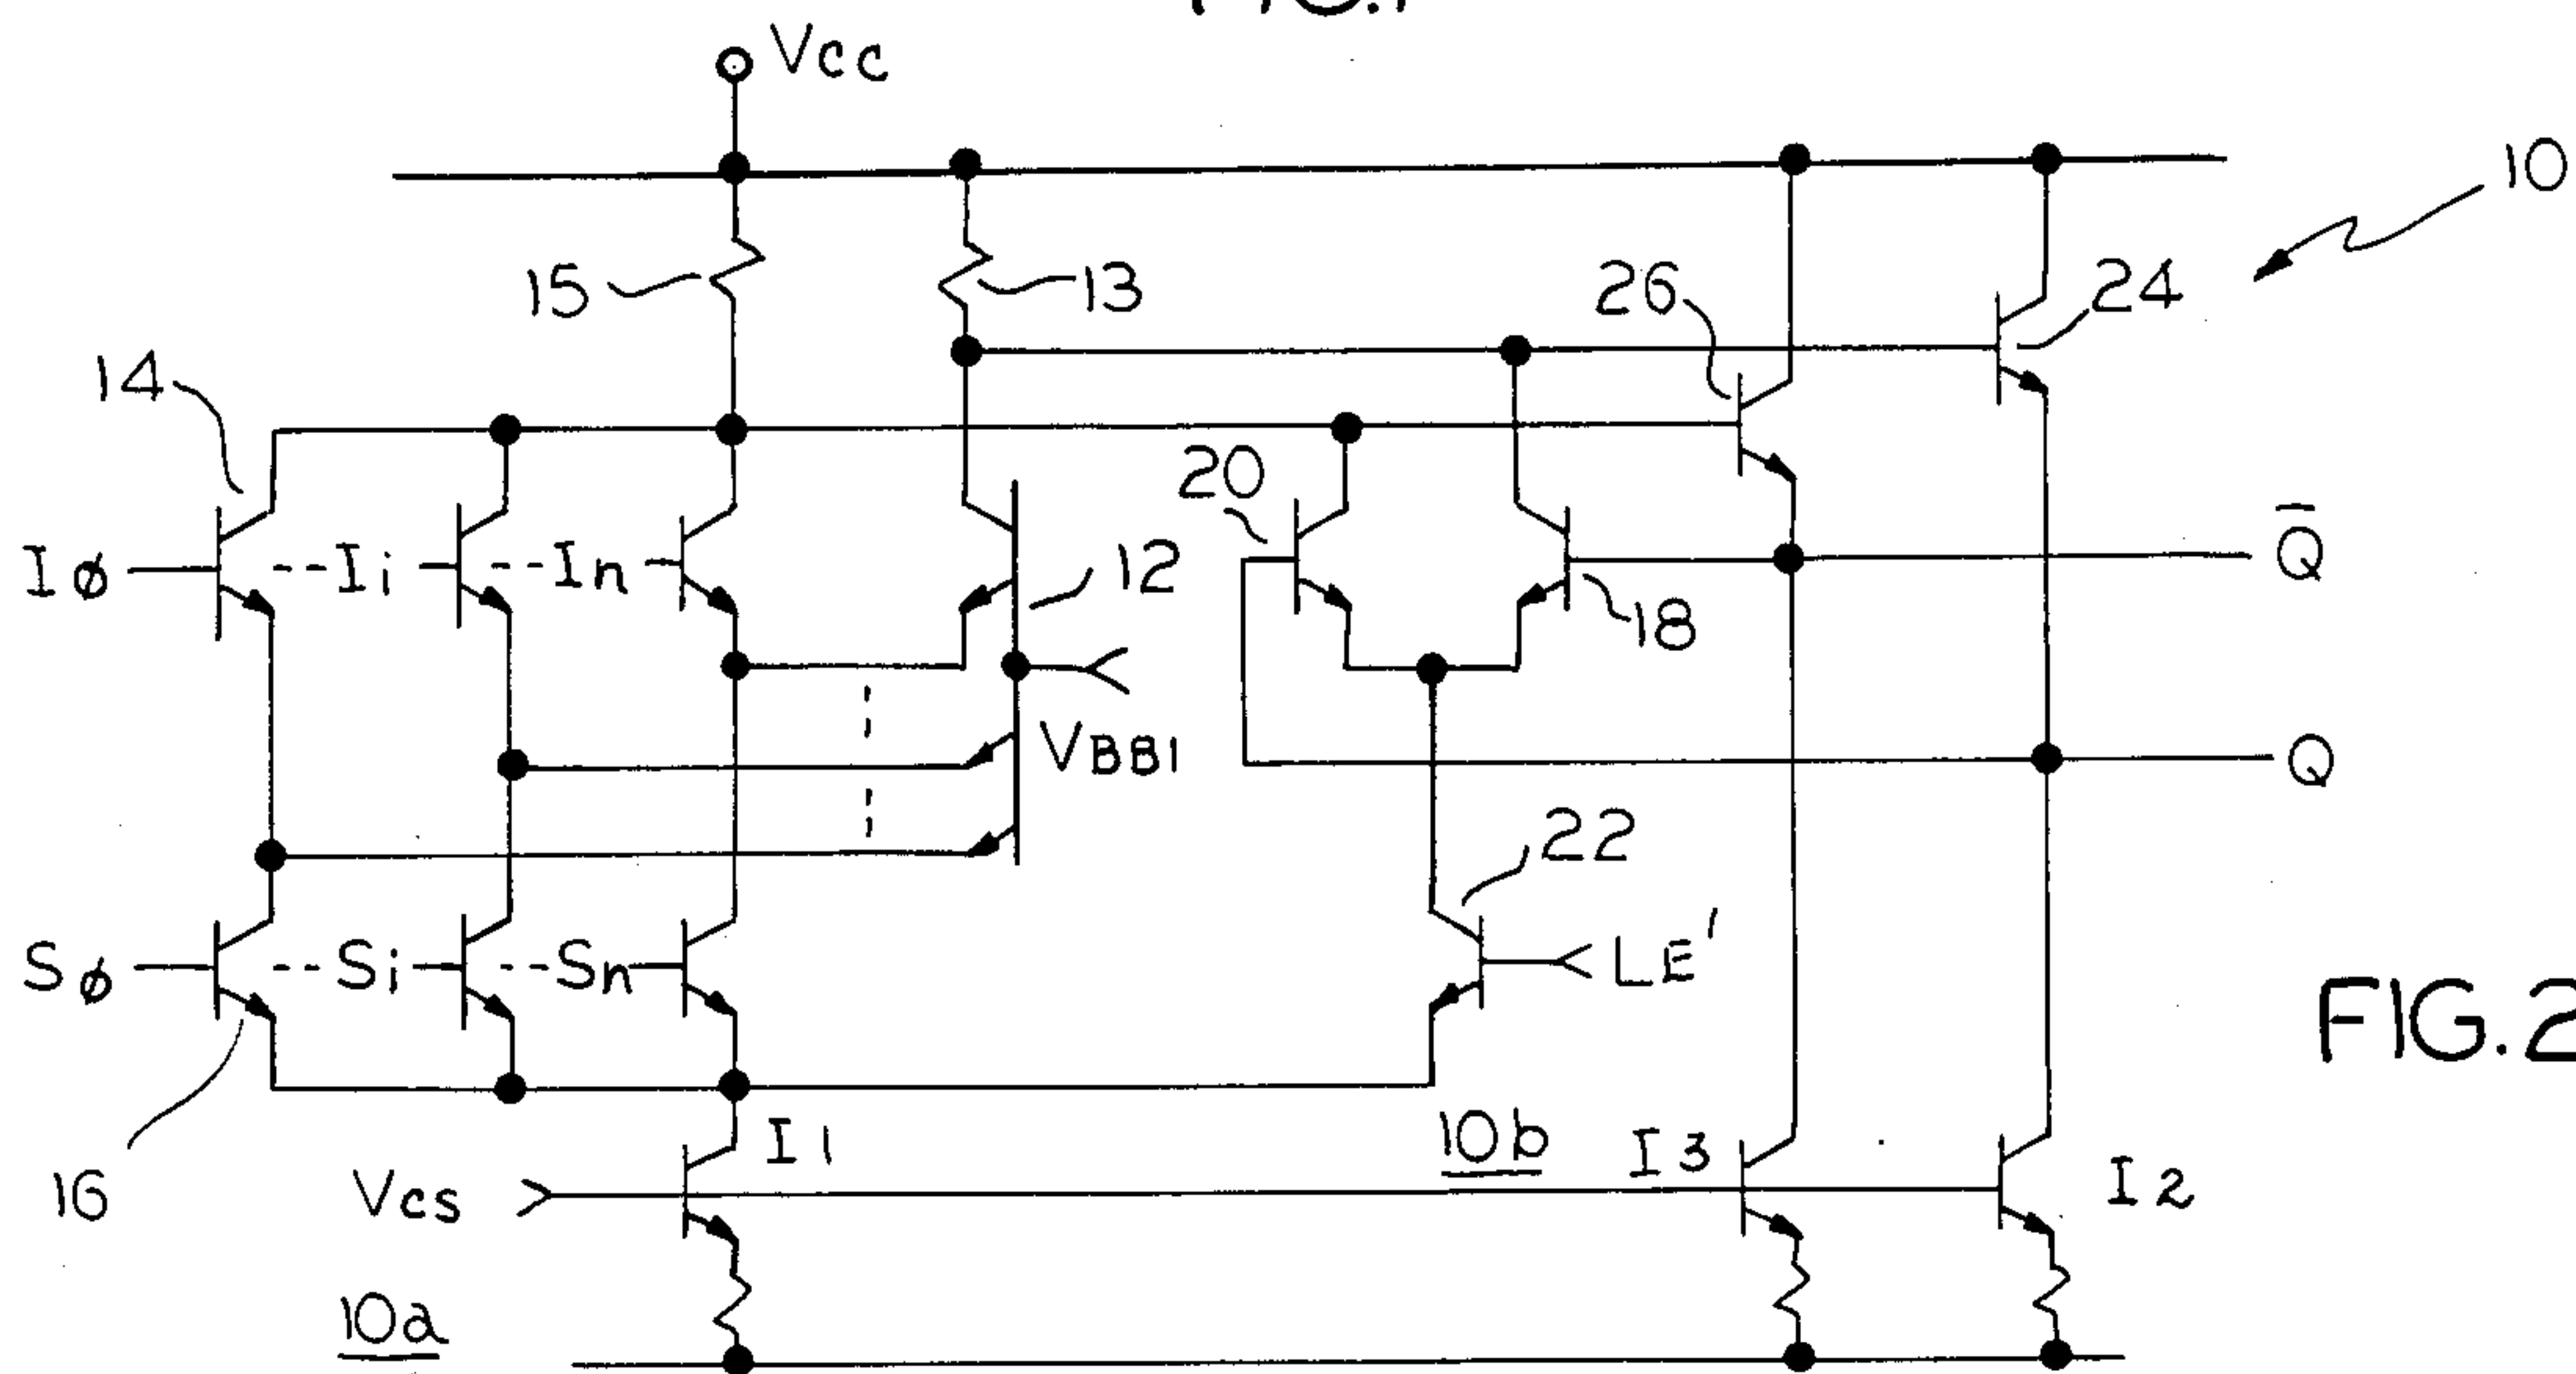 FIG.1
Vcc
10
15
13
26
24
14
20
Iø
--Ii
--In
12
18
Q̄
VBB1
Q
22
Sø
--Si
--Sn
LE'
FIG.2
I1
10b
I3
I2
16
Vcs
10a